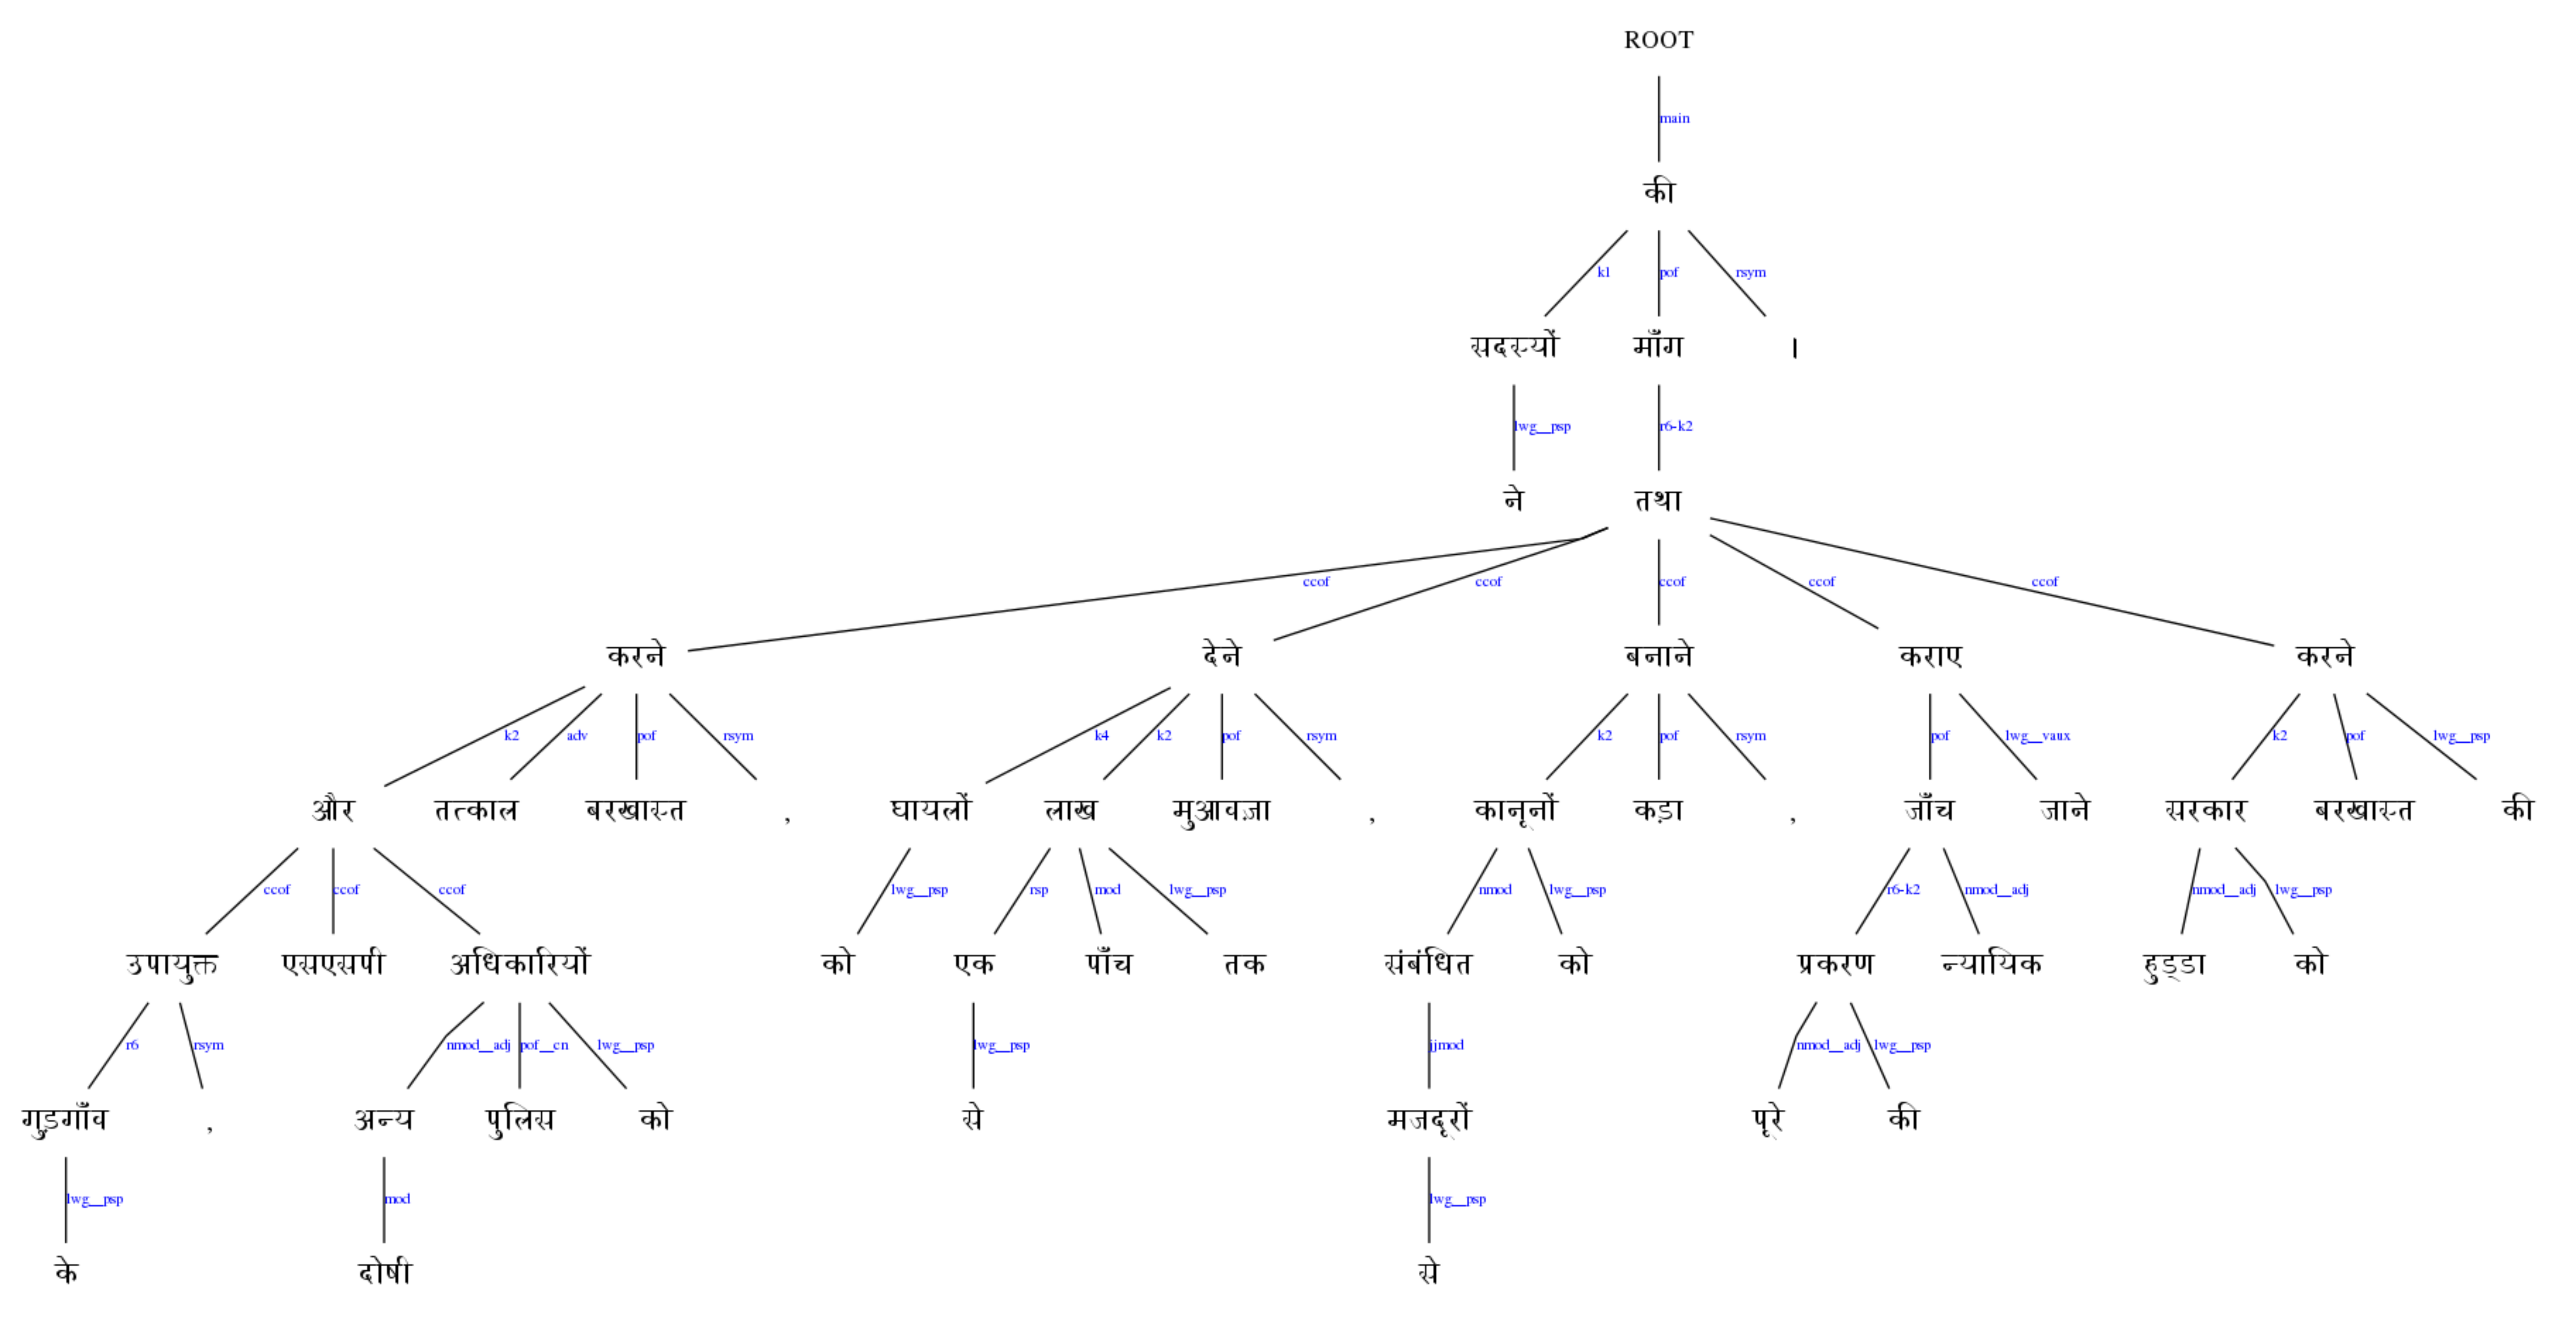 ROOT
main
की
k1 pof rsym
सदस्यों माँग ।
lwg__psp r6-k2
ने तथा
ccof ccof ccof ccof ccof
करने देने बनाने कराए करने
k2 adv pof rsym k4 k2 pof rsym k2 pof rsym pof lwg__vaux k2 pof lwg__psp
और तत्काल बरखास्त , घायलों लाख मुआवज़ा , कानूनों कड़ा , जाँच जाने सरकार बरखास्त की
ccof ccof ccof lwg__psp rsp mod lwg__psp nmod lwg__psp r6-k2 nmod__adj nmod__adj lwg__psp
उपायुक्त एसएसपी अधिकारियों को एक पाँच तक संबंधित को प्रकरण न्यायिक हुड्डा को
r6 rsym nmod__adj pof__cn lwg__psp lwg__psp jjmod nmod__adj lwg__psp
गुड़गाँव , अन्य पुलिस को से मजदूरों पूरे की
lwg__psp mod lwg__psp
के दोषी से